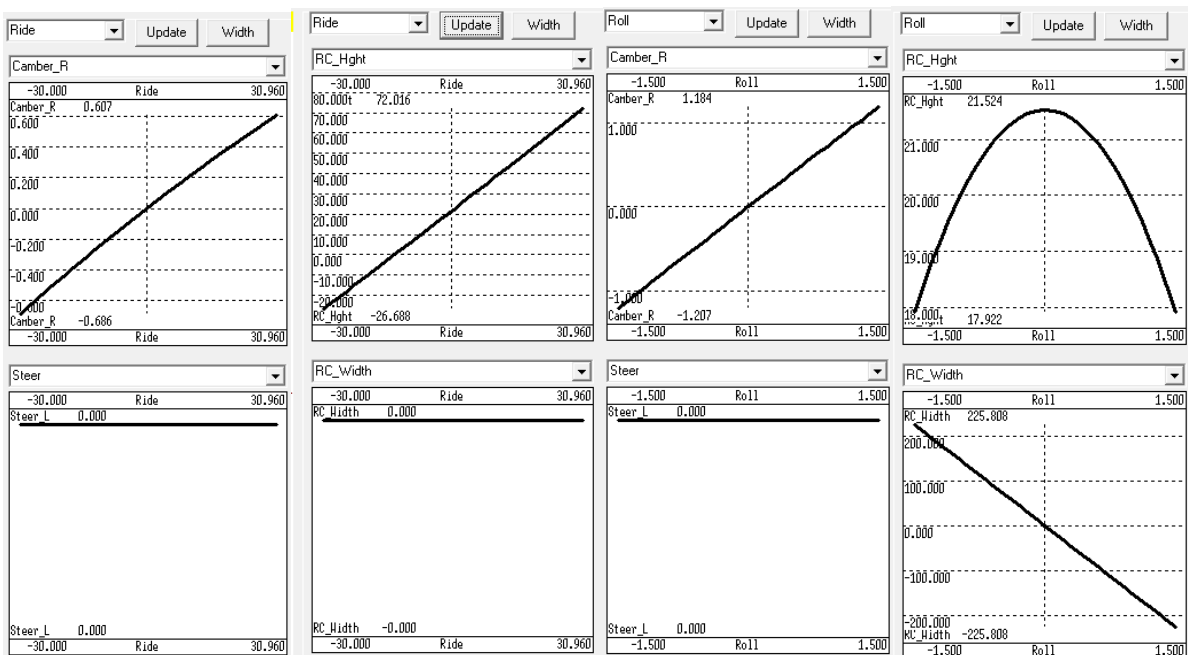 Ride Update Width
Camber_R
-30.000 Ride 30.960
Camber_R 0.607
0.600
0.400
0.200
0.000
-0.200
-0.400
Camber_R -0.686
-30.000 Ride 30.960
Steer
-30.000 Ride 30.960
Steer_L 0.000
Steer_L 0.000
-30.000 Ride 30.960
Ride Update Width
RC_Hght
-30.000 Ride 30.960
80.000t 72.016
70.000
60.000
50.000
40.000
30.000
20.000
10.000
0.000
-10.000
-20.000
RC_Hght -26.688
-30.000 Ride 30.960
RC_Width
-30.000 Ride 30.960
RC_Width 0.000
RC_Width -0.000
-30.000 Ride 30.960
Roll Update Width
Camber_R
-1.500 Roll 1.500
Camber_R 1.184
1.000
0.000
-1.000
Camber_R -1.207
-1.500 Roll 1.500
Steer
-1.500 Roll 1.500
Steer_L 0.000
Steer_L 0.000
-1.500 Roll 1.500
Roll Update Width
RC_Hght
-1.500 Roll 1.500
RC_Hght 21.524
21.000
20.000
19.000
18.000
17.922
-1.500 Roll 1.500
RC_Width
-1.500 Roll 1.500
RC_Width 225.808
200.000
100.000
0.000
-100.000
-200.000
RC_Width -225.808
-1.500 Roll 1.500